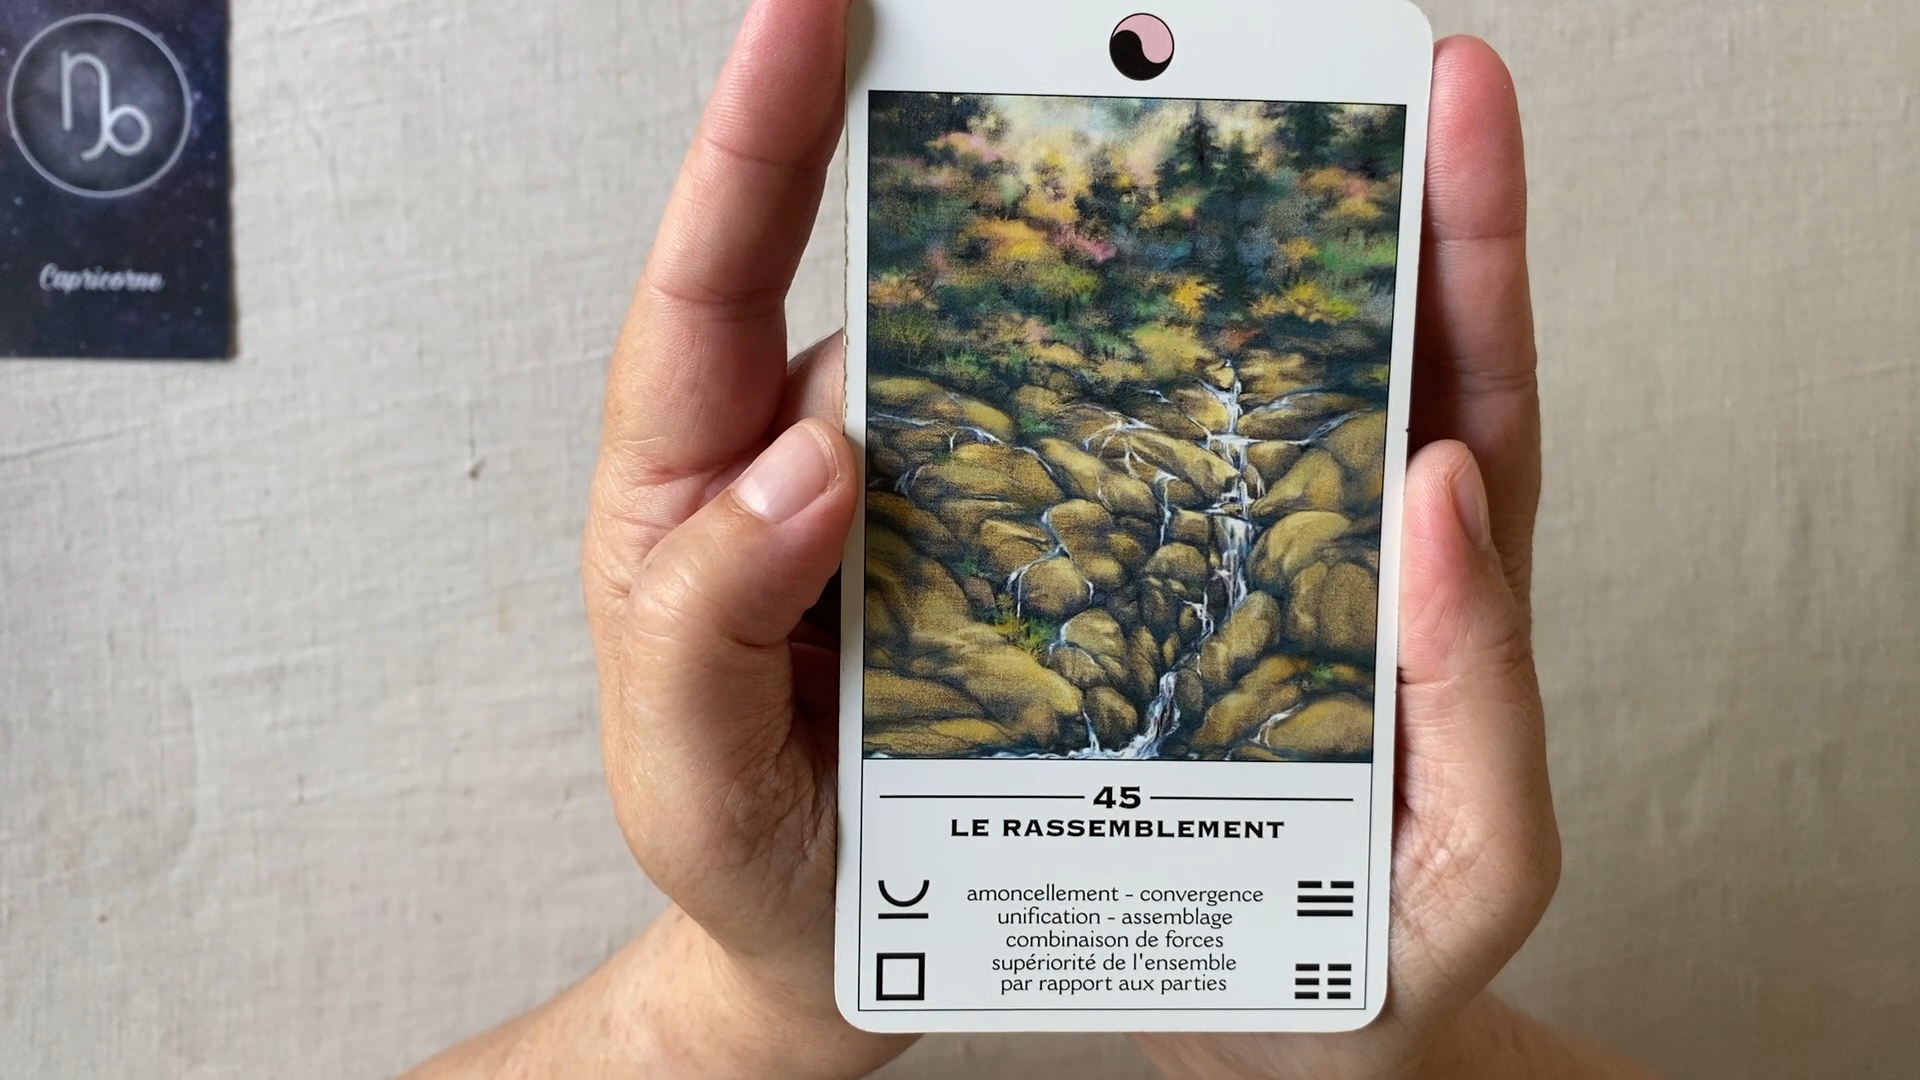 Capricorne
45
LE RASSEMBLEMENT
amoncellement - convergence
unification - assemblage
combinaison de forces
supériorité de l'ensemble
par rapport aux parties